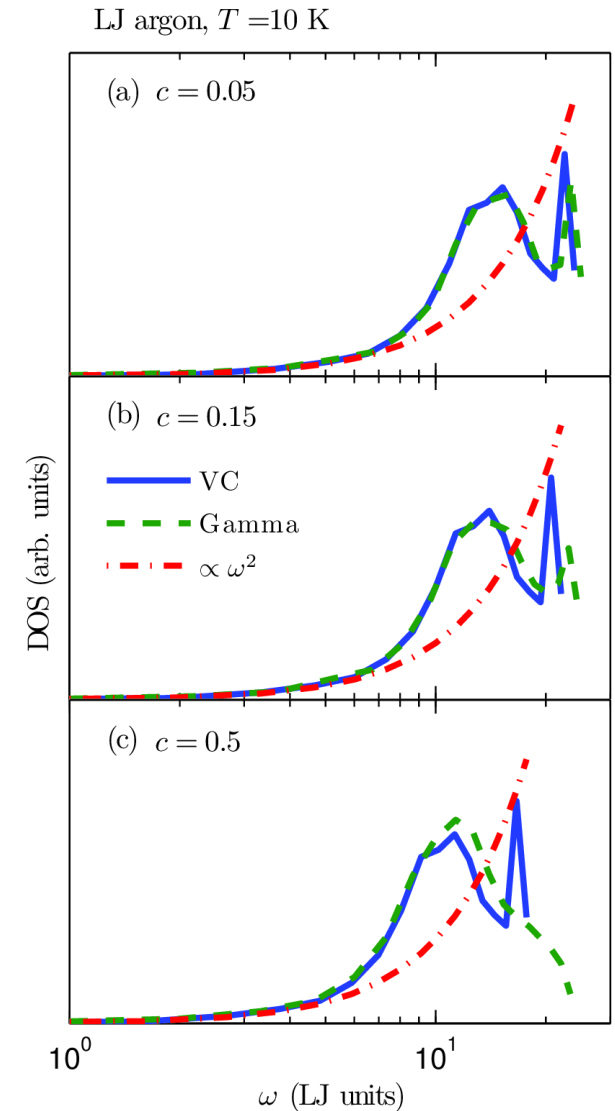 LJ argon, T =10 K
(a) c = 0.05
(b) c = 0.15
VC
Gamma
∝ ω²
(c) c = 0.5
DOS (arb. units)
10⁰ 10¹
ω (LJ units)